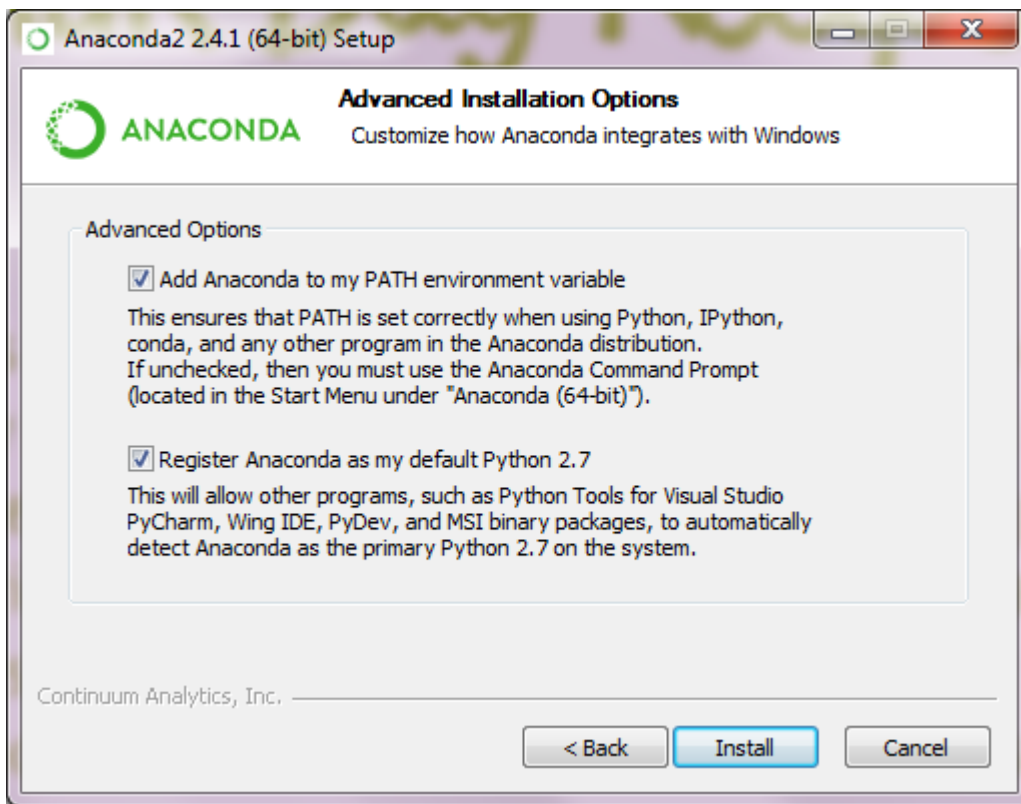 Anaconda2 2.4.1 (64-bit) Setup
ANACONDA
Advanced Installation Options
Customize how Anaconda integrates with Windows
Advanced Options
Add Anaconda to my PATH environment variable
This ensures that PATH is set correctly when using Python, IPython,
conda, and any other program in the Anaconda distribution.
If unchecked, then you must use the Anaconda Command Prompt
(located in the Start Menu under "Anaconda (64-bit)").
Register Anaconda as my default Python 2.7
This will allow other programs, such as Python Tools for Visual Studio
PyCharm, Wing IDE, PyDev, and MSI binary packages, to automatically
detect Anaconda as the primary Python 2.7 on the system.
Continuum Analytics, Inc.
< Back
Install
Cancel